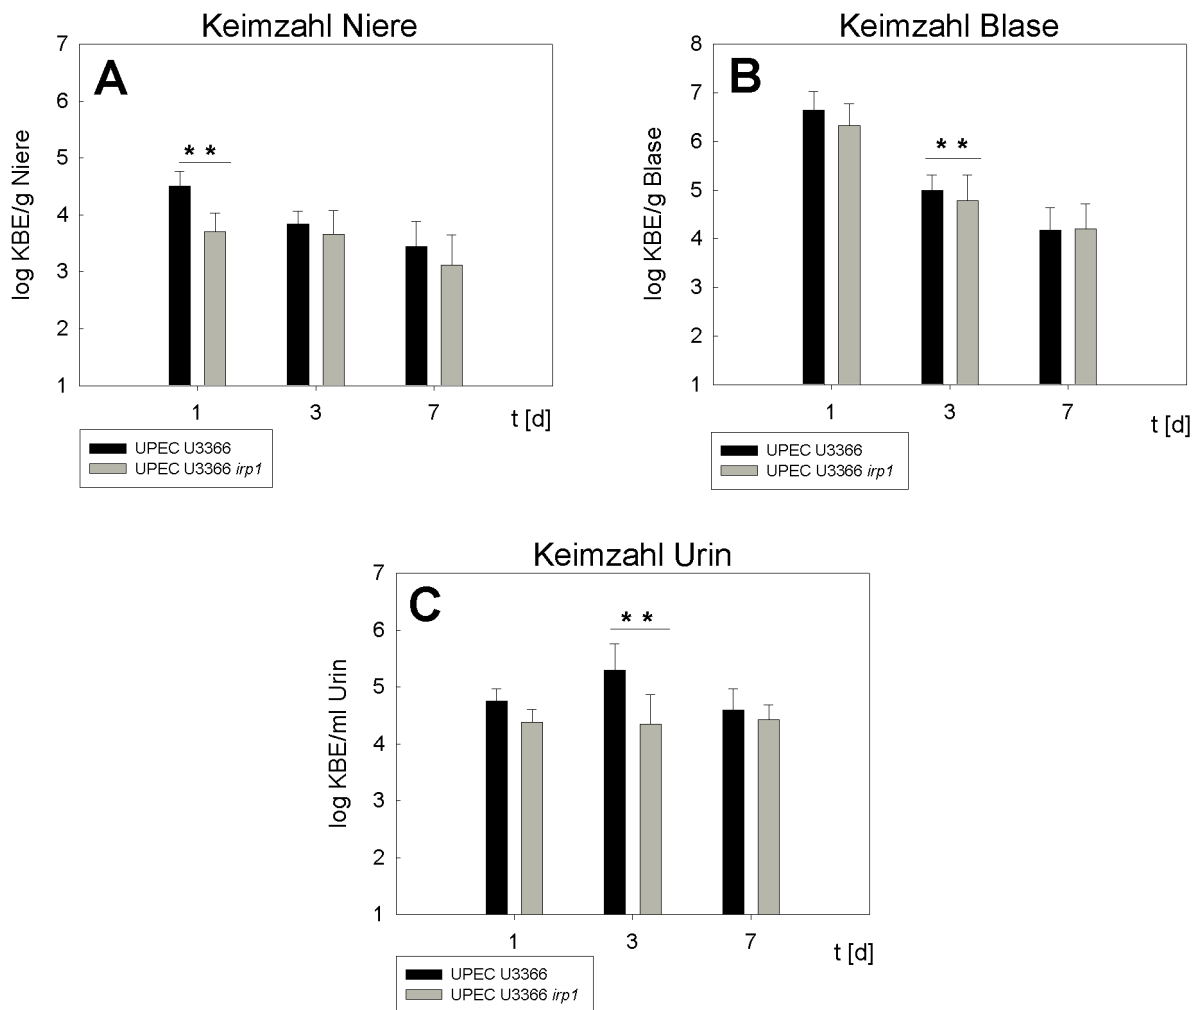 Keimzahl Niere
A
7
6
5
4
3
2
1
log KBE/g Niere
* *
1 3 7 t [d]
UPEC U3366
UPEC U3366 irp1
Keimzahl Blase
B
8
7
6
5
4
3
2
1
log KBE/g Blase
* *
1 3 7 t [d]
UPEC U3366
UPEC U3366 irp1
Keimzahl Urin
C
7
6
5
4
3
2
1
log KBE/ml Urin
* *
1 3 7 t [d]
UPEC U3366
UPEC U3366 irp1